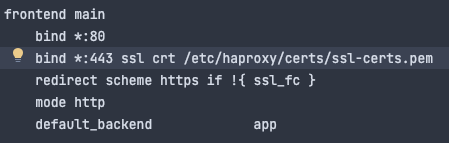 frontend main
    bind *:80
    bind *:443 ssl crt /etc/haproxy/certs/ssl-certs.pem
    redirect scheme https if !{ ssl_fc }
    mode http
    default_backend             app